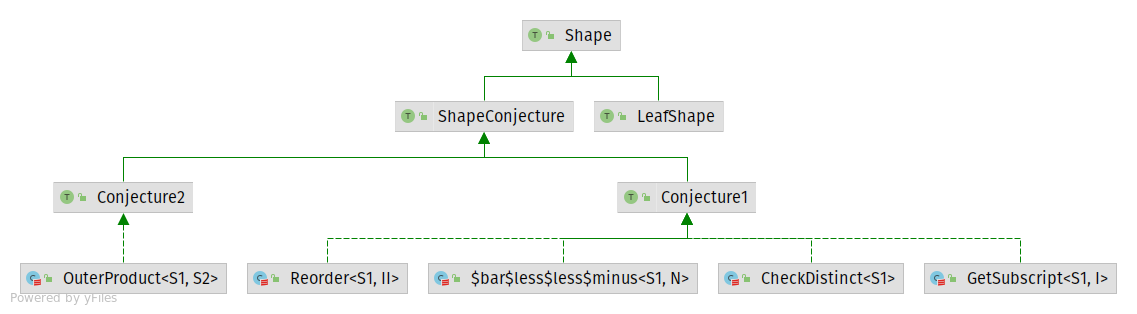 T Shape
T ShapeConjecture
T LeafShape
T Conjecture2
T Conjecture1
C OuterProduct<S1, S2>
C Reorder<S1, II>
C $bar$less$less$minus<S1, N>
C CheckDistinct<S1>
C GetSubscript<S1, I>
Powered by yFiles